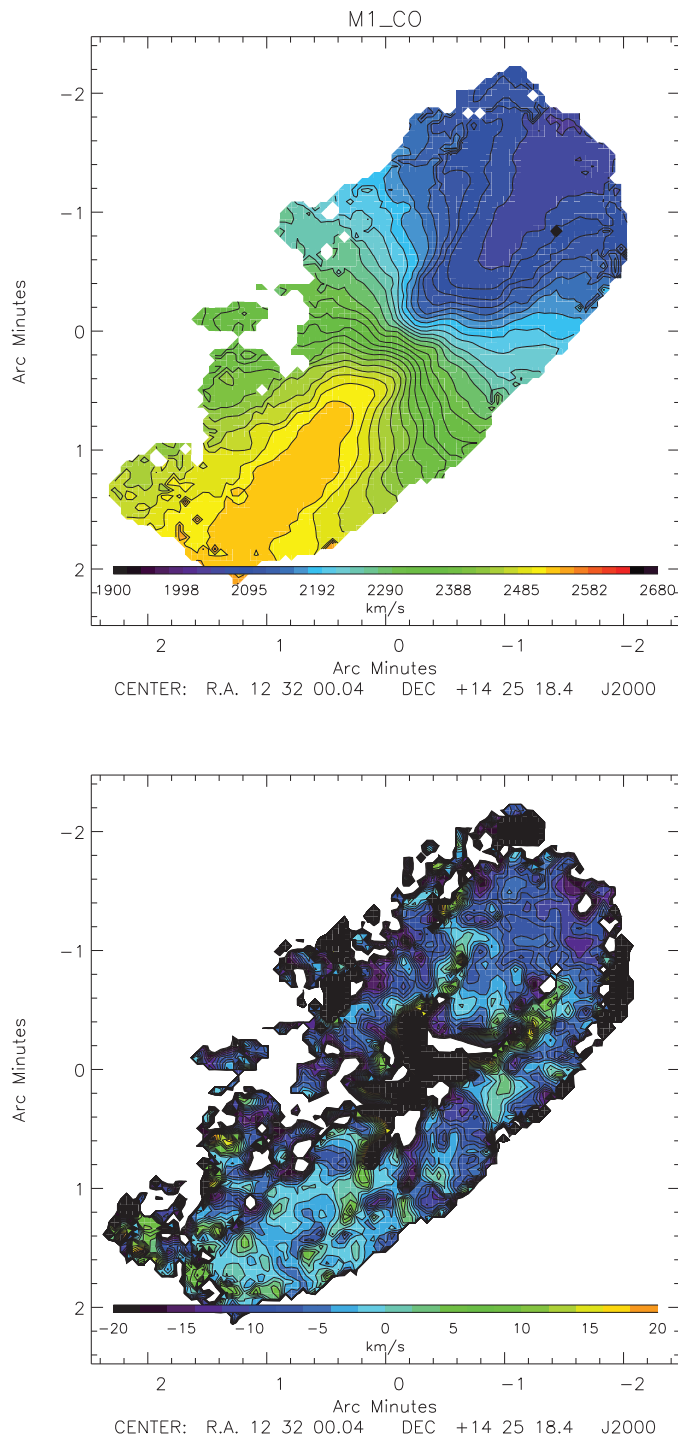 M1_CO
−2
−1
0
1
2
Arc Minutes
1900 1998 2095 2192 2290 2388 2485 2582 2680
km/s
2 1 0 −1 −2
Arc Minutes
CENTER: R.A. 12 32 00.04 DEC +14 25 18.4 J2000
−2
−1
0
1
2
Arc Minutes
−20 −15 −10 −5 0 5 10 15 20
km/s
2 1 0 −1 −2
Arc Minutes
CENTER: R.A. 12 32 00.04 DEC +14 25 18.4 J2000